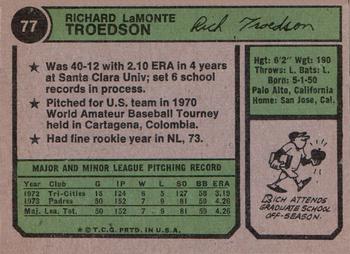 77
RICHARD LaMONTE
TROEDSON
Rich Troedson
★ Was 40-12 with 2.10 ERA in 4 years
at Santa Clara Univ; set 6 school
records in process.
★ Pitched for U.S. team in 1970
World Amateur Baseball Tourney
held in Cartagena, Colombia.
★ Had fine rookie year in NL, 73.
Hgt: 6'2" Wgt: 190
Throws: L. Bats: L.
Born: 5-1-50
Palo Alto, California
Home: San Jose, Cal.
MAJOR AND MINOR LEAGUE PITCHING RECORD
Year Club G IP W L SO BB ERA
1972 Tri-Cities 18 124 6 5 127 58 3.19
1973 Padres 50 152 7 9 81 59 4.26
Maj. Lea. Tot. 50 152 7 9 81 59 4.26
© T.C.G. PRTD. IN U.S.A.
RICH ATTENDS
GRADUATE SCHOOL
OFF-SEASON.